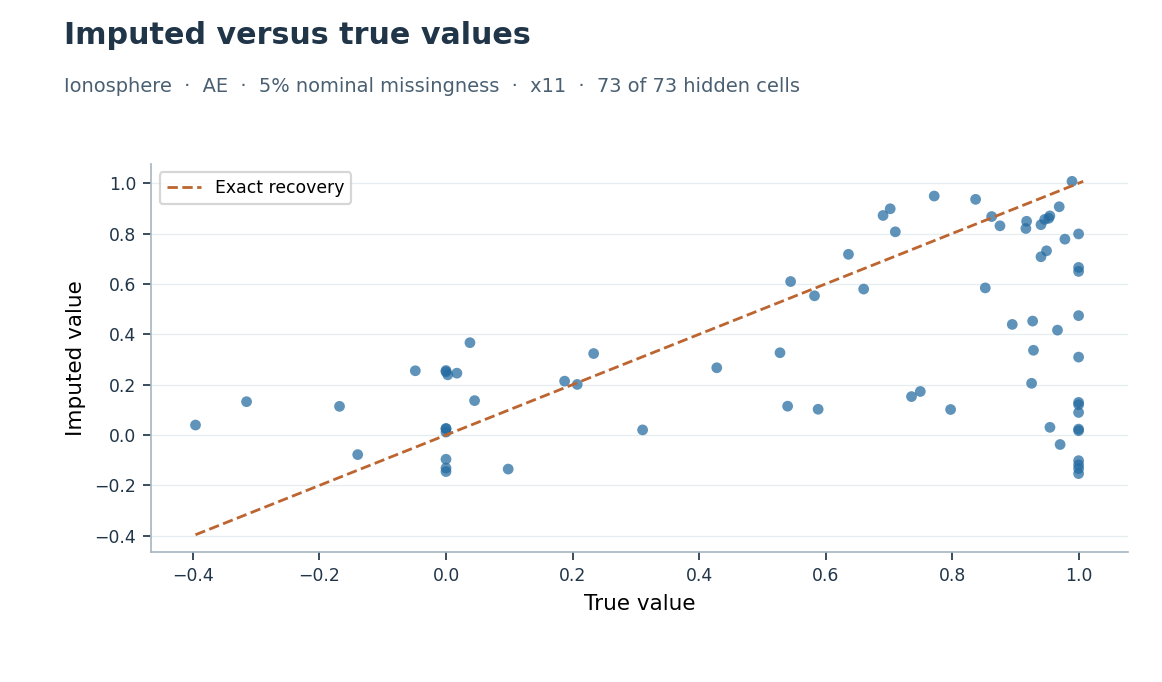 Imputed versus true values
Ionosphere · AE · 5% nominal missingness · x11 · 73 of 73 hidden cells
Exact recovery
Imputed value
1.0
0.8
0.6
0.4
0.2
0.0
−0.2
−0.4
−0.4 −0.2 0.0 0.2 0.4 0.6 0.8 1.0
True value